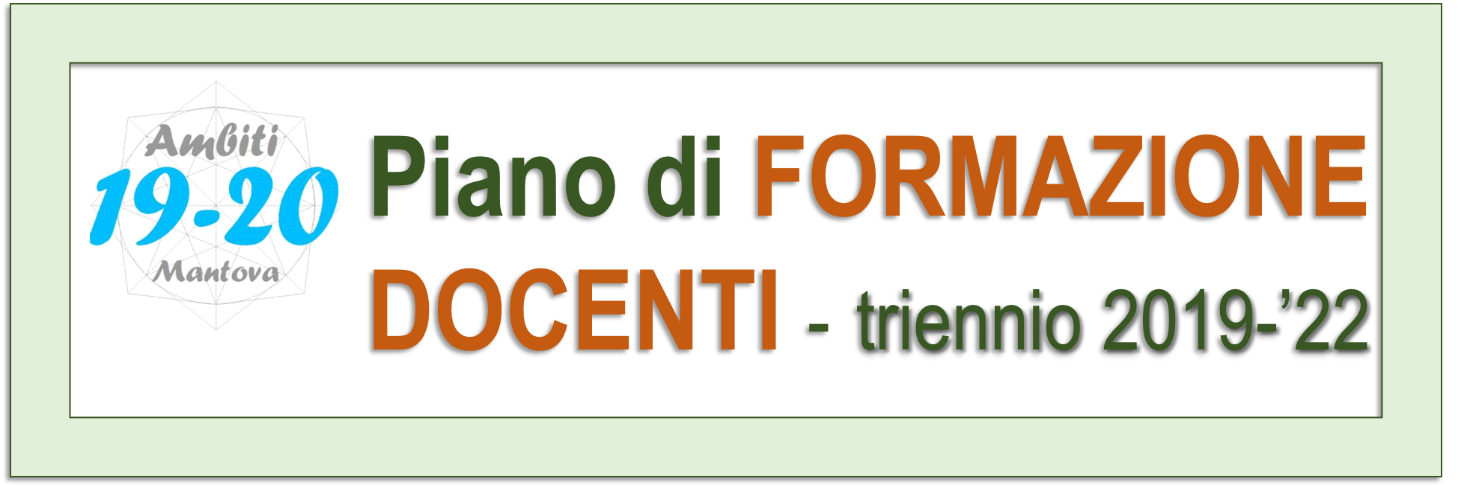 Ambiti
19-20
Mantova
Piano di FORMAZIONE
DOCENTI - triennio 2019-’22